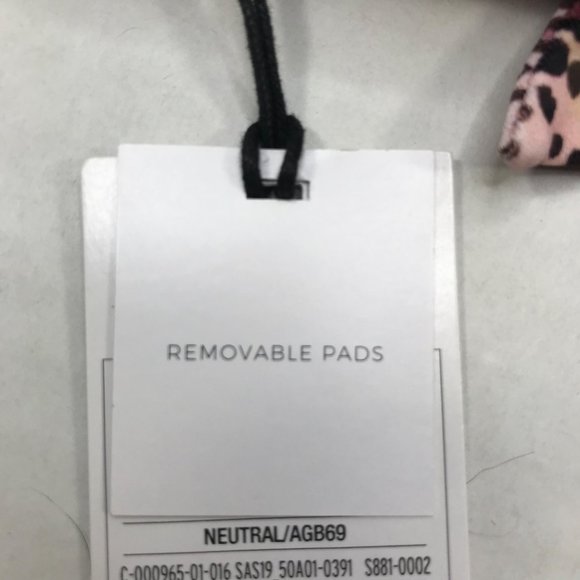 REMOVABLE PADS
NEUTRAL/AGB69
C-000965-01-016 SAS19 50A01-0391 S881-0002